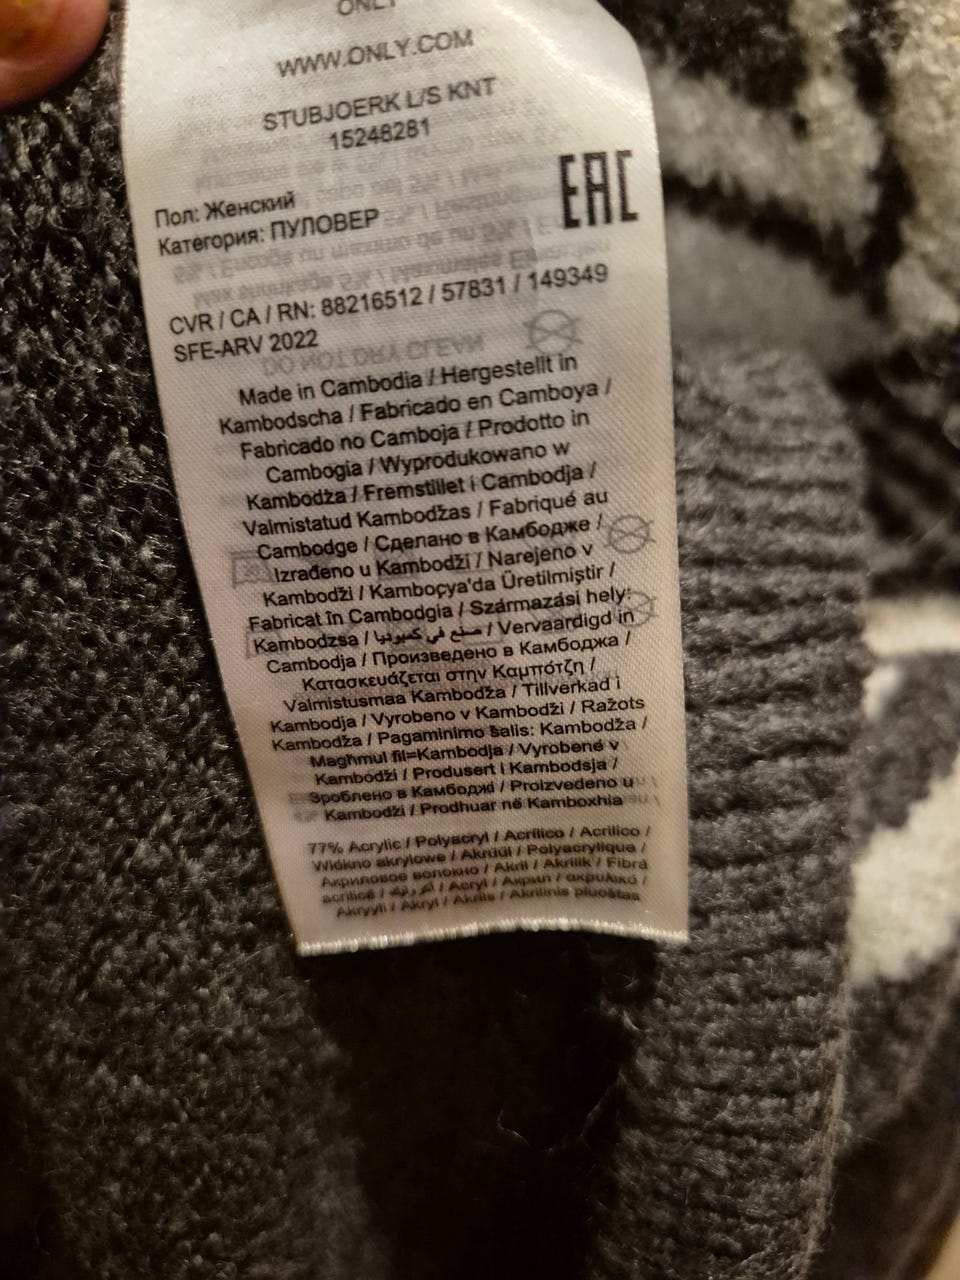 ONLY
WWW.ONLY.COM
STUBJOERK L/S KNT
15248281
EAC
Пол: Женский
Категория: ПУЛОВЕР
CVR / CA / RN: 88216512 / 57831 / 149349
SFE-ARV 2022
DO NOT DRY CLEAN
Made in Cambodia / Hergestellt in
Kambodscha / Fabricado en Camboya /
Fabricado no Camboja / Prodotto in
Cambogia / Wyprodukowano w
Kambodża / Fremstillet i Cambodja /
Valmistatud Kambodžas / Fabriqué au
Cambodge / Сделано в Камбодже /
Izrađeno u Kambodži / Narejeno v
Kambodži / Kamboçya'da Üretilmiştir /
Fabricat în Cambodgia / Származási hely:
Kambodzsa / صنع في كمبوديا / Vervaardigd in
Cambodja / Произведено в Камбоджа /
Κατασκευάζεται στην Καμπότζη /
Valmistusmaa Kambodža / Tillverkad i
Kambodja / Vyrobeno v Kambodži / Ražots
Kambodža / Pagaminimo šalis: Kambodža /
Magħmul fil=Kambodja / Vyrobené v
Kambodži / Produsert i Kambodsja /
Зроблено в Камбоджі / Proizvedeno u
Kambodži / Prodhuar në Kamboxhia
77% Acrylic / Polyacryl / Acrílico / Acrilico /
Włókno akrylowe / Akrüül / Polyacrylique /
Акриловое волокно / Akril / Akrilik / Fibră
acrilică / أكريليك / Acryl / Акрил / ακρυλικό /
Akryyli / Akryl / Akrils / Akrilinis pluoštas